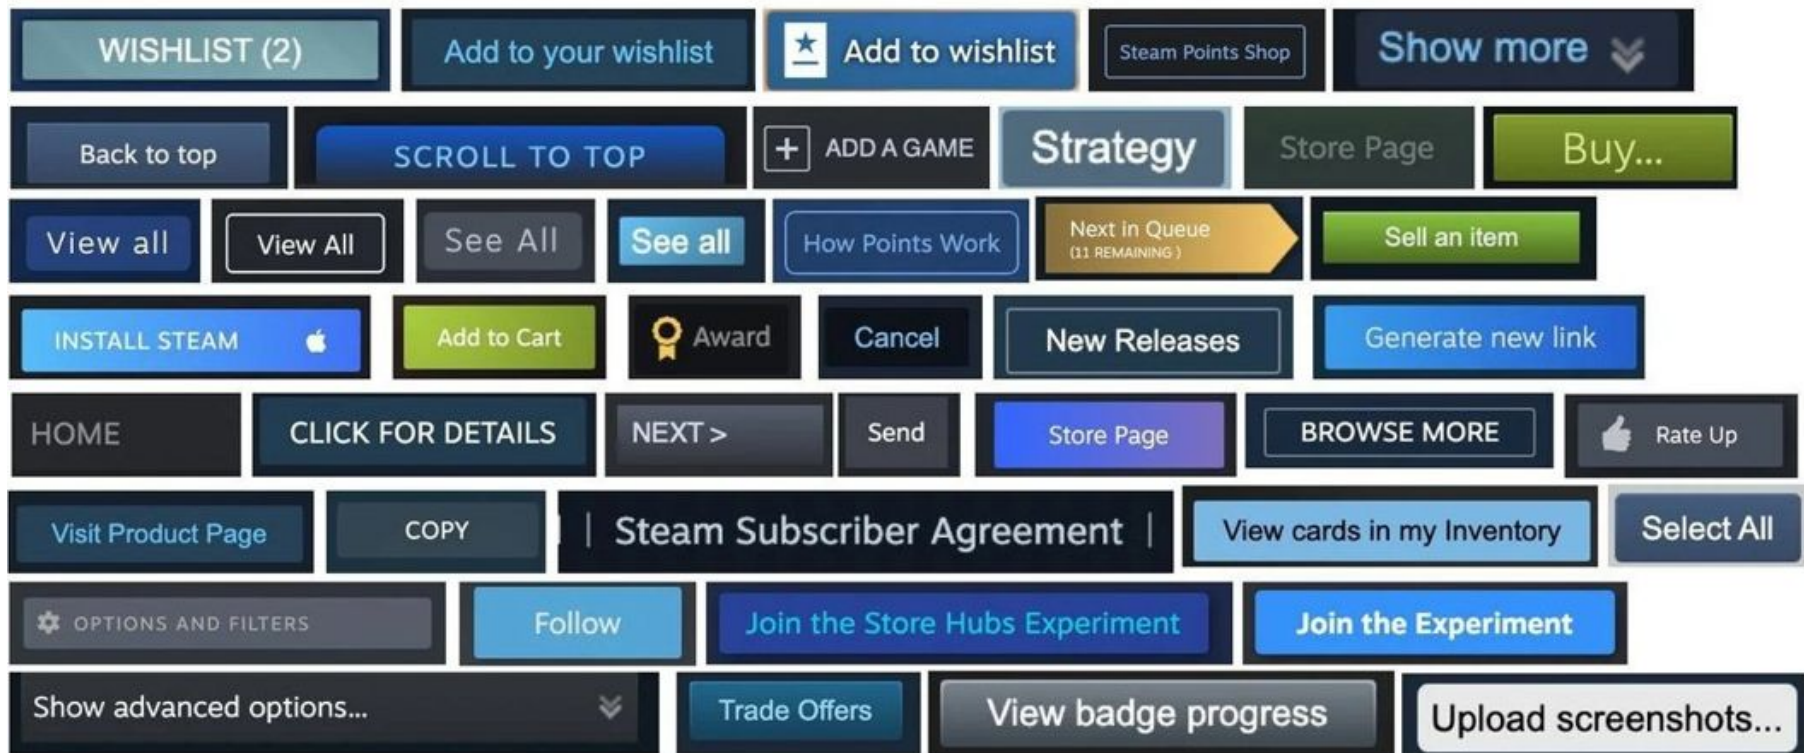 WISHLIST (2)
Add to your wishlist
Add to wishlist
Steam Points Shop
Show more
Back to top
SCROLL TO TOP
ADD A GAME
Strategy
Store Page
Buy...
View all
View All
See All
See all
How Points Work
Next in Queue
(11 REMAINING )
Sell an item
INSTALL STEAM
Add to Cart
Award
Cancel
New Releases
Generate new link
HOME
CLICK FOR DETAILS
NEXT >
Send
Store Page
BROWSE MORE
Rate Up
Visit Product Page
COPY
| Steam Subscriber Agreement |
View cards in my Inventory
Select All
OPTIONS AND FILTERS
Follow
Join the Store Hubs Experiment
Join the Experiment
Show advanced options...
Trade Offers
View badge progress
Upload screenshots...